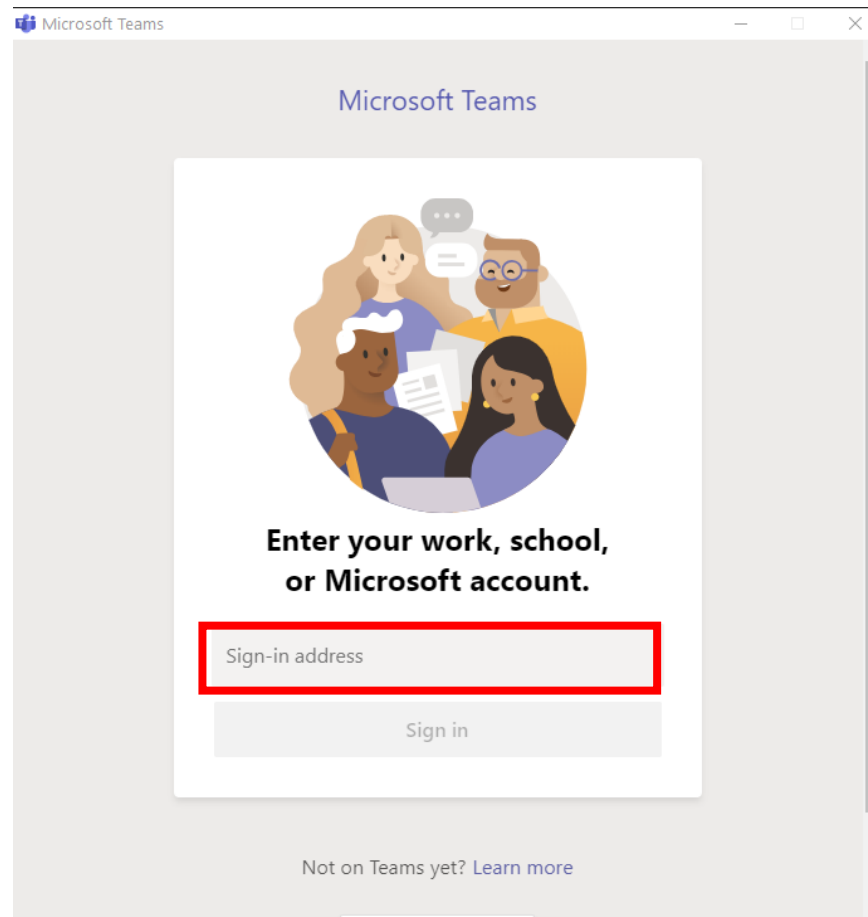 Microsoft Teams
Microsoft Teams
Enter your work, school,
or Microsoft account.
Sign-in address
Sign in
Not on Teams yet? Learn more